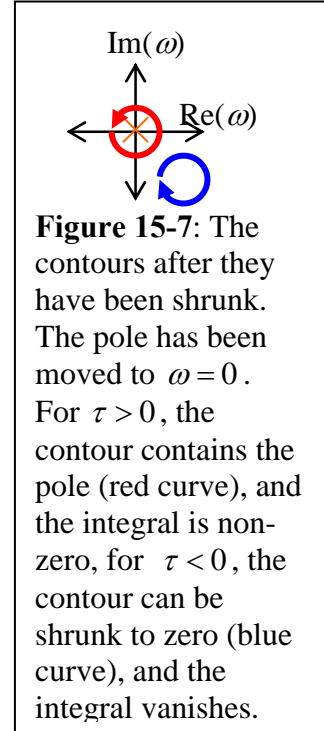 Im(ω)
Re(ω)
Figure 15-7: The
contours after they
have been shrunk.
The pole has been
moved to ω = 0.
For τ > 0, the
contour contains the
pole (red curve), and
the integral is non-
zero, for τ < 0, the
contour can be
shrunk to zero (blue
curve), and the
integral vanishes.